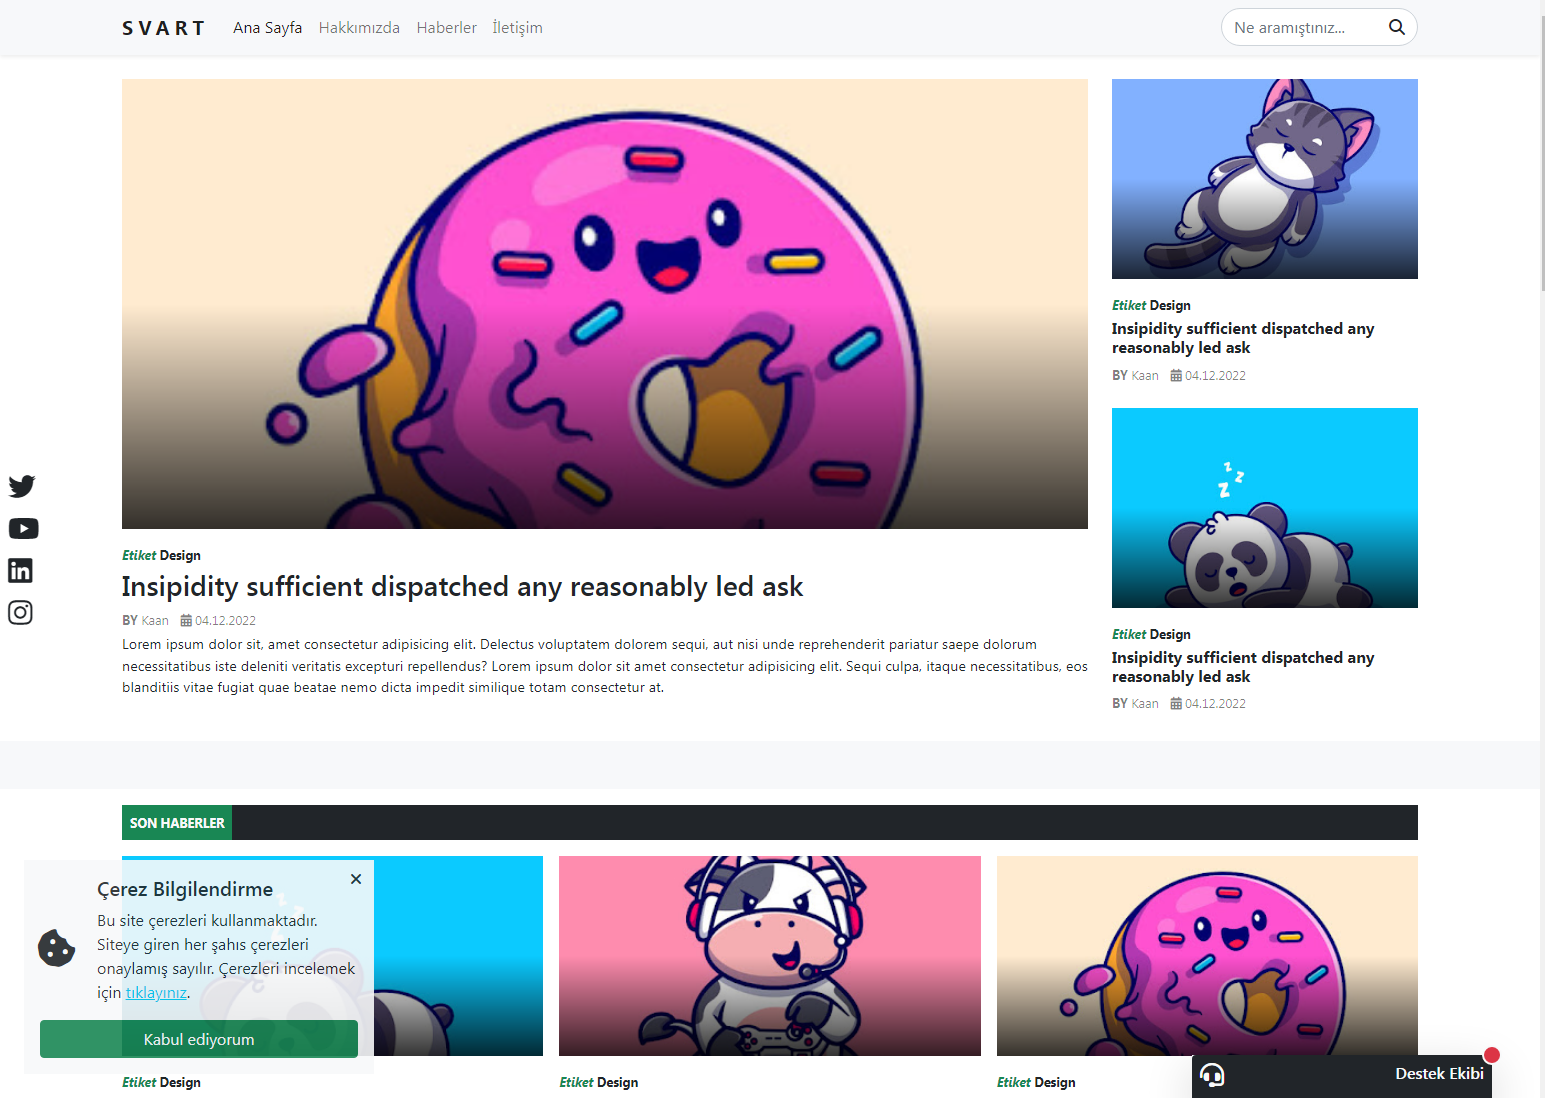 SVART
Ana Sayfa
Hakkımızda
Haberler
İletişim
Ne aramıştınız...
Etiket Design
Insipidity sufficient dispatched any reasonably led ask
BY Kaan 04.12.2022
Lorem ipsum dolor sit, amet consectetur adipisicing elit. Delectus voluptatem dolorem sequi, aut nisi unde reprehenderit pariatur saepe dolorum
necessitatibus iste deleniti veritatis excepturi repellendus? Lorem ipsum dolor sit amet consectetur adipisicing elit. Sequi culpa, itaque necessitatibus, eos
blanditiis vitae fugiat quae beatae nemo dicta impedit similique totam consectetur at.
Etiket Design
Insipidity sufficient dispatched any
reasonably led ask
BY Kaan 04.12.2022
z z z
Etiket Design
Insipidity sufficient dispatched any
reasonably led ask
BY Kaan 04.12.2022
SON HABERLER
Çerez Bilgilendirme
Bu site çerezleri kullanmaktadır.
Siteye giren her şahıs çerezleri
onaylamış sayılır. Çerezleri incelemek
için tıklayınız.
Kabul ediyorum
Etiket Design
Etiket Design
Etiket Design
Destek Ekibi